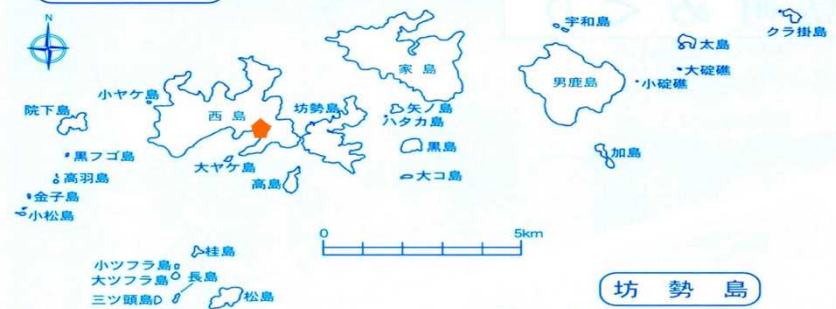 N
宇和島
クラ掛島
太島
家島
男鹿島
大碇礁
小碇礁
小ヤケ島
院下島
西島
坊勢島
矢ノ島
ハタカ島
黒フゴ島
黒島
加島
大ヤケ島
高羽島
高島
大コ島
金子島
小松島
0
5km
桂島
小ツフラ島
大ツフラ島
長島
三ツ頭島
松島
坊勢島